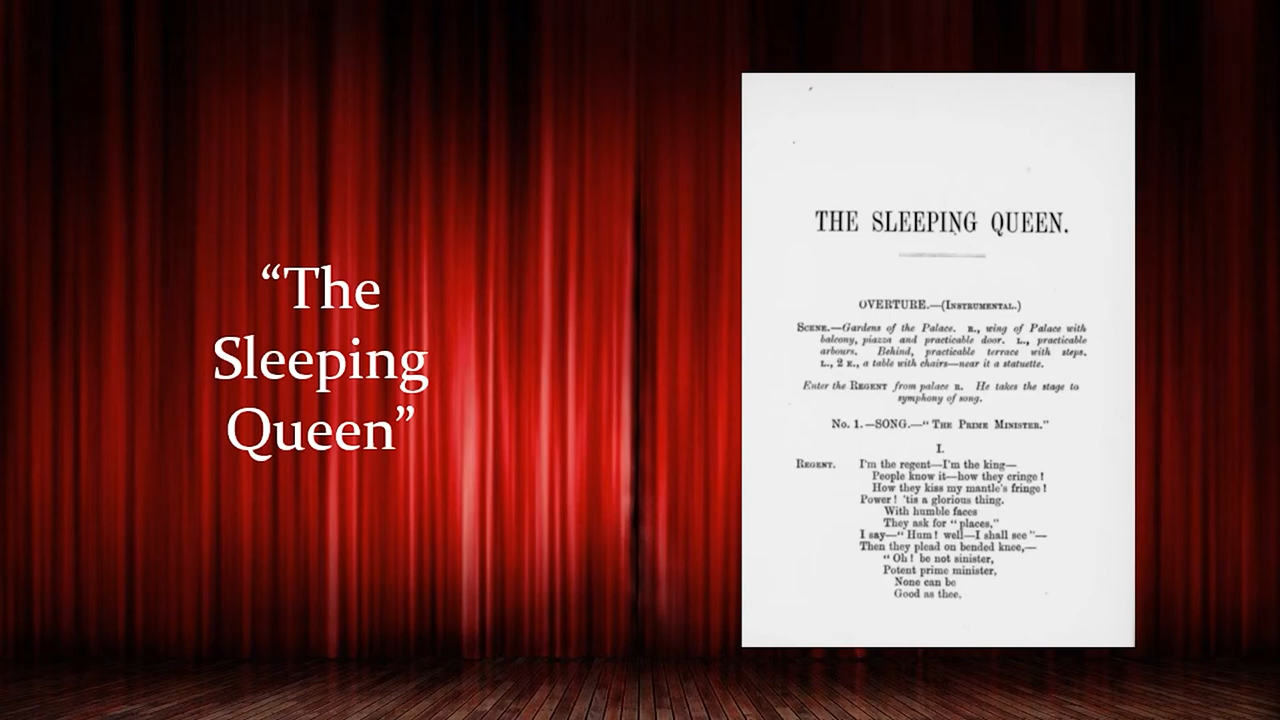 “The
Sleeping
Queen”
THE SLEEPING QUEEN.
OVERTURE.—(INSTRUMENTAL.)
SCENE.—Gardens of the Palace. R., wing of Palace with
balcony, piazza and practicable door. L., practicable
arbours. Behind, practicable terrace with steps.
L., 2 E., a table with chairs—near it a statuette.
Enter the REGENT from palace R. He takes the stage to
symphony of song.
No. 1.—SONG.—“THE PRIME MINISTER.”
I.
REGENT. I'm the regent—I'm the king—
People know it—how they cringe!
How they kiss my mantle's fringe!
Power! 'tis a glorious thing.
With humble faces
They ask for “places,”
I say—“Hum! well—I shall see”—
Then they plead on bended knee,—
“Oh! be not sinister,
Potent prime minister,
None can be
Good as thee.